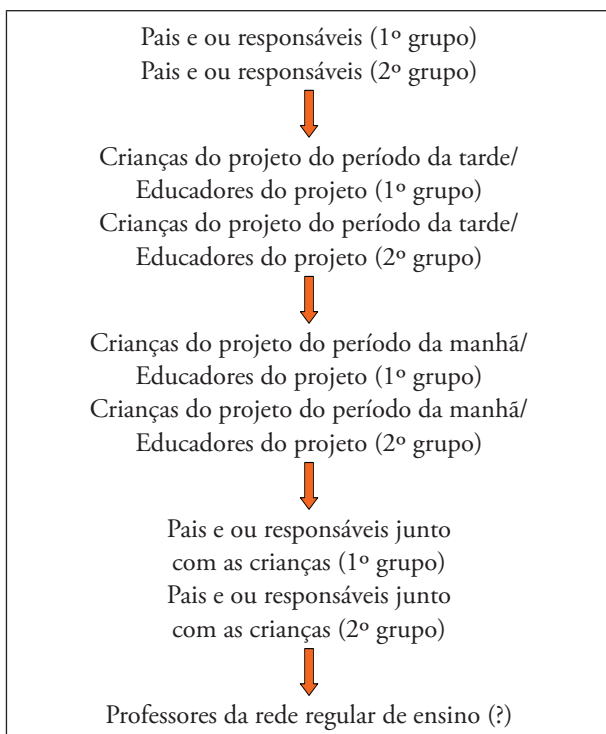 Pais e ou responsáveis (1º grupo)
Pais e ou responsáveis (2º grupo)
Crianças do projeto do período da tarde/
Educadores do projeto (1º grupo)
Crianças do projeto do período da tarde/
Educadores do projeto (2º grupo)
Crianças do projeto do período da manhã/
Educadores do projeto (1º grupo)
Crianças do projeto do período da manhã/
Educadores do projeto (2º grupo)
Pais e ou responsáveis junto
com as crianças (1º grupo)
Pais e ou responsáveis junto
com as crianças (2º grupo)
Professores da rede regular de ensino (?)